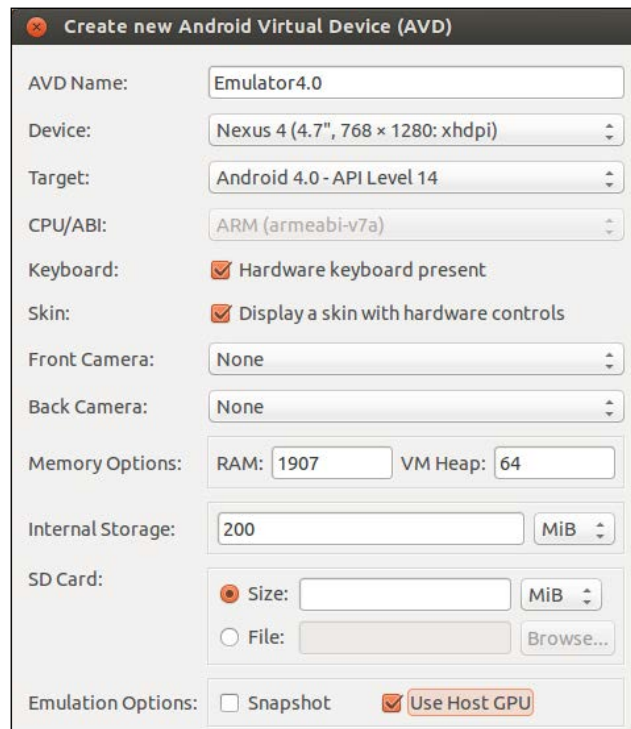 Create new Android Virtual Device (AVD)
AVD Name: Emulator4.0
Device: Nexus 4 (4.7", 768 × 1280: xhdpi)
Target: Android 4.0 - API Level 14
CPU/ABI: ARM (armeabi-v7a)
Keyboard: Hardware keyboard present
Skin: Display a skin with hardware controls
Front Camera: None
Back Camera: None
Memory Options: RAM: 1907 VM Heap: 64
Internal Storage: 200 MiB
SD Card:
Size: MiB
File: Browse...
Emulation Options: Snapshot Use Host GPU